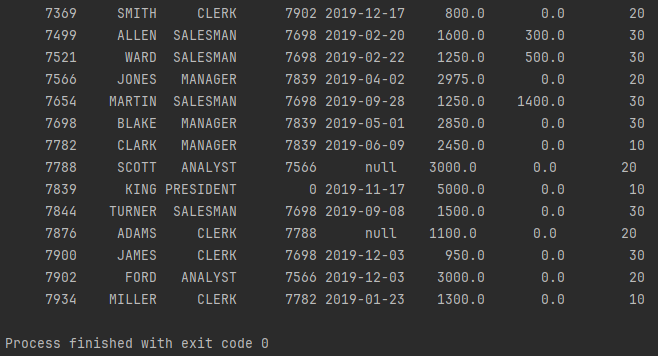 7369 SMITH CLERK 7902 2019-12-17 800.0 0.0 20
7499 ALLEN SALESMAN 7698 2019-02-20 1600.0 300.0 30
7521 WARD SALESMAN 7698 2019-02-22 1250.0 500.0 30
7566 JONES MANAGER 7839 2019-04-02 2975.0 0.0 20
7654 MARTIN SALESMAN 7698 2019-09-28 1250.0 1400.0 30
7698 BLAKE MANAGER 7839 2019-05-01 2850.0 0.0 30
7782 CLARK MANAGER 7839 2019-06-09 2450.0 0.0 10
7788 SCOTT ANALYST 7566 null 3000.0 0.0 20
7839 KING PRESIDENT 0 2019-11-17 5000.0 0.0 10
7844 TURNER SALESMAN 7698 2019-09-08 1500.0 0.0 30
7876 ADAMS CLERK 7788 null 1100.0 0.0 20
7900 JAMES CLERK 7698 2019-12-03 950.0 0.0 30
7902 FORD ANALYST 7566 2019-12-03 3000.0 0.0 20
7934 MILLER CLERK 7782 2019-01-23 1300.0 0.0 10
Process finished with exit code 0